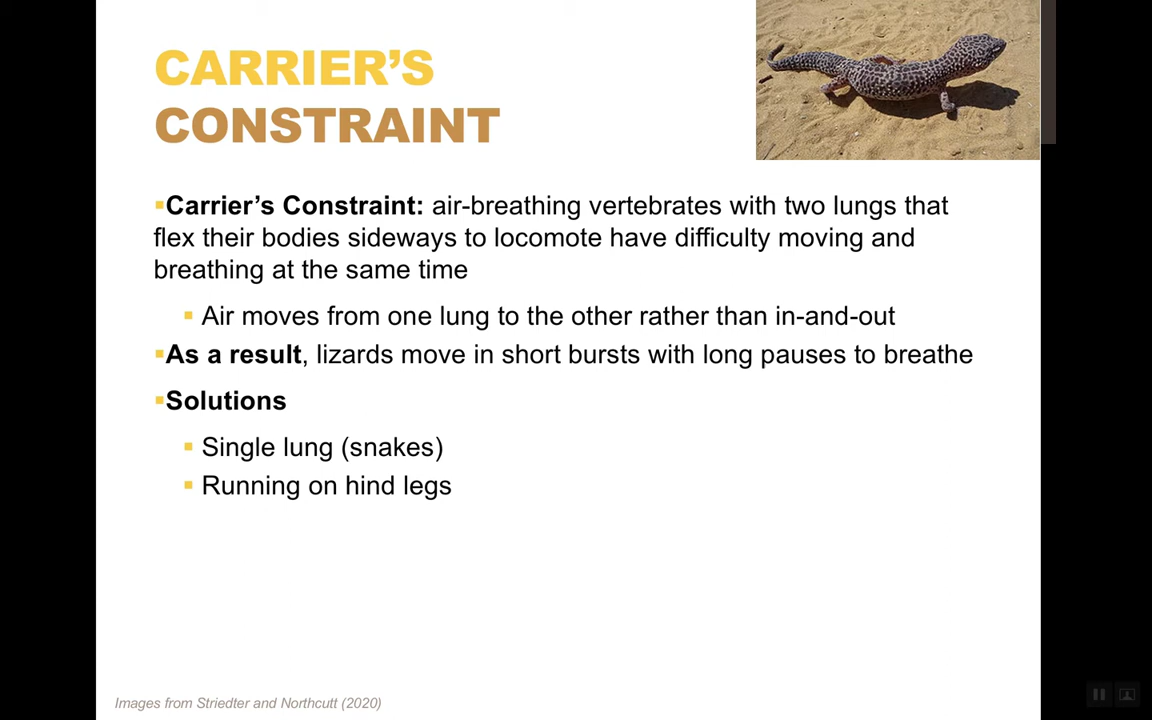 CARRIER'S
CONSTRAINT
▪Carrier's Constraint: air-breathing vertebrates with two lungs that
flex their bodies sideways to locomote have difficulty moving and
breathing at the same time
▪ Air moves from one lung to the other rather than in-and-out
▪As a result, lizards move in short bursts with long pauses to breathe
▪Solutions
▪ Single lung (snakes)
▪ Running on hind legs
Images from Striedter and Northcutt (2020)